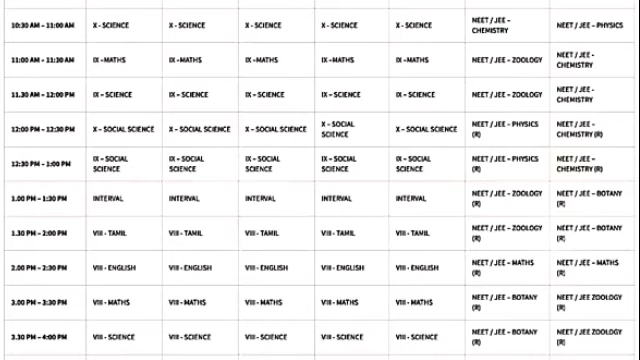 10:30 AM – 11:00 AM X - SCIENCE X - SCIENCE X - SCIENCE X - SCIENCE X - SCIENCE NEET / JEE – CHEMISTRY NEET / JEE – PHYSICS
11:00 AM – 11:30 AM IX -MATHS IX -MATHS IX -MATHS IX -MATHS IX -MATHS NEET / JEE – ZOOLOGY NEET / JEE - CHEMISTRY
11.30 AM – 12:00 PM IX – SCIENCE IX – SCIENCE IX – SCIENCE IX – SCIENCE IX – SCIENCE NEET / JEE – ZOOLOGY NEET / JEE - CHEMISTRY
12:00 PM – 12:30 PM X – SOCIAL SCIENCE X – SOCIAL SCIENCE X – SOCIAL SCIENCE X – SOCIAL SCIENCE X – SOCIAL SCIENCE NEET / JEE – PHYSICS (R) NEET / JEE - CHEMISTRY (R)
12:30 PM – 1:00 PM IX – SOCIAL SCIENCE IX – SOCIAL SCIENCE IX – SOCIAL SCIENCE IX – SOCIAL SCIENCE IX – SOCIAL SCIENCE NEET / JEE – PHYSICS (R) NEET / JEE – CHEMISTRY (R)
1.00 PM – 1:30 PM INTERVAL INTERVAL INTERVAL INTERVAL INTERVAL NEET / JEE – ZOOLOGY (R) NEET / JEE – BOTANY (R)
1.30 PM – 2:00 PM VIII - TAMIL VIII - TAMIL VIII - TAMIL VIII - TAMIL VIII - TAMIL NEET / JEE – ZOOLOGY (R) NEET / JEE – BOTANY (R)
2.00 PM – 2:30 PM VIII - ENGLISH VIII - ENGLISH VIII - ENGLISH VIII - ENGLISH VIII - ENGLISH NEET / JEE – MATHS (R) NEET / JEE – MATHS (R)
3.00 PM – 3:30 PM VIII - MATHS VIII - MATHS VIII - MATHS VIII - MATHS VIII - MATHS NEET / JEE – BOTANY (R) NEET / JEE ZOOLOGY (R)
3.30 PM – 4:00 PM VIII - SCIENCE VIII - SCIENCE VIII - SCIENCE VIII - SCIENCE VIII - SCIENCE NEET / JEE – BOTANY (R) NEET / JEE ZOOLOGY (R)